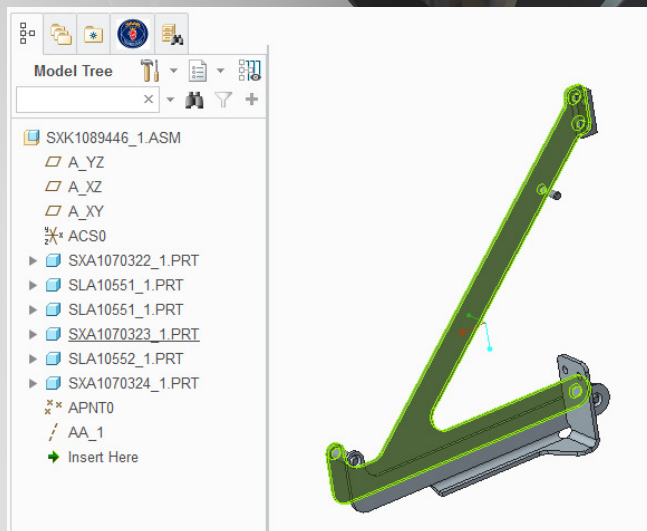 Model Tree
SXK1089446_1.ASM
A_YZ
A_XZ
A_XY
ACS0
SXA1070322_1.PRT
SLA10551_1.PRT
SLA10551_1.PRT
SXA1070323_1.PRT
SLA10552_1.PRT
SXA1070324_1.PRT
APNT0
AA_1
Insert Here